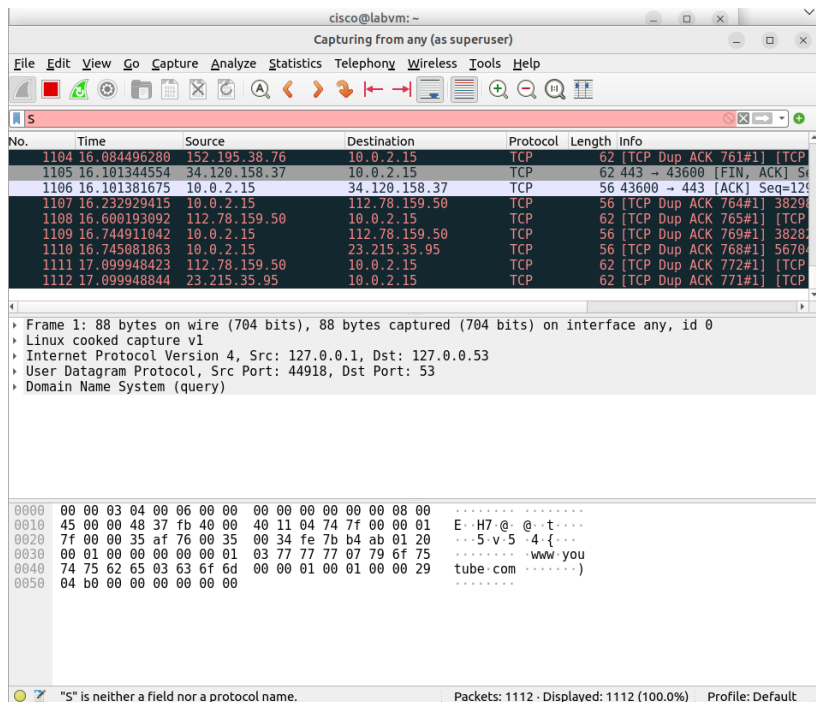 cisco@labvm: ~
Capturing from any (as superuser)
File Edit View Go Capture Analyze Statistics Telephony Wireless Tools Help
S
No. Time Source Destination Protocol Length Info
1104 16.084496280 152.195.38.76 10.0.2.15 TCP 62 [TCP Dup ACK 761#1] [TCP
1105 16.101344554 34.120.158.37 10.0.2.15 TCP 62 443 → 43600 [FIN, ACK] Se
1106 16.101381675 10.0.2.15 34.120.158.37 TCP 56 43600 → 443 [ACK] Seq=129
1107 16.232929415 10.0.2.15 112.78.159.50 TCP 56 [TCP Dup ACK 764#1] 38298
1108 16.600193092 112.78.159.50 10.0.2.15 TCP 62 [TCP Dup ACK 765#1] [TCP
1109 16.744911042 10.0.2.15 112.78.159.50 TCP 56 [TCP Dup ACK 769#1] 38282
1110 16.745081863 10.0.2.15 23.215.35.95 TCP 56 [TCP Dup ACK 768#1] 56704
1111 17.099948423 112.78.159.50 10.0.2.15 TCP 62 [TCP Dup ACK 772#1] [TCP
1112 17.099948844 23.215.35.95 10.0.2.15 TCP 62 [TCP Dup ACK 771#1] [TCP
Frame 1: 88 bytes on wire (704 bits), 88 bytes captured (704 bits) on interface any, id 0
Linux cooked capture v1
Internet Protocol Version 4, Src: 127.0.0.1, Dst: 127.0.0.53
User Datagram Protocol, Src Port: 44918, Dst Port: 53
Domain Name System (query)
0000 00 00 03 04 00 06 00 00 00 00 00 00 00 00 08 00 ········ ········
0010 45 00 00 48 37 fb 40 00 40 11 04 74 7f 00 00 01 E··H7·@· @··t····
0020 7f 00 00 35 af 76 00 35 00 34 fe 7b b4 ab 01 20 ···5·v·5 ·4·{···
0030 00 01 00 00 00 00 00 01 03 77 77 77 07 79 6f 75 ········ ·www·you
0040 74 75 62 65 03 63 6f 6d 00 00 01 00 01 00 00 29 tube·com ·······)
0050 04 b0 00 00 00 00 00 00 ········
"S" is neither a field nor a protocol name. Packets: 1112 · Displayed: 1112 (100.0%) Profile: Default